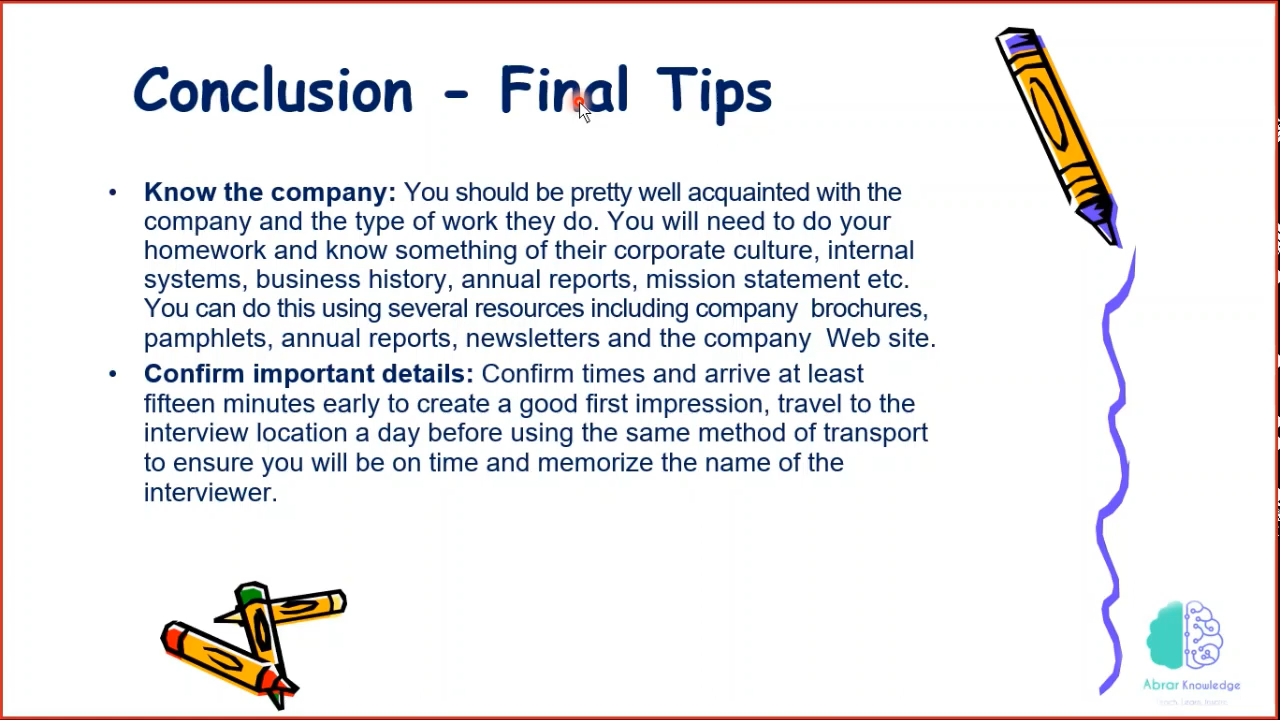 Conclusion - Final Tips
• Know the company: You should be pretty well acquainted with the
company and the type of work they do. You will need to do your
homework and know something of their corporate culture, internal
systems, business history, annual reports, mission statement etc.
You can do this using several resources including company brochures,
pamphlets, annual reports, newsletters and the company Web site.
• Confirm important details: Confirm times and arrive at least
fifteen minutes early to create a good first impression, travel to the
interview location a day before using the same method of transport
to ensure you will be on time and memorize the name of the
interviewer.
Abrar Knowledge